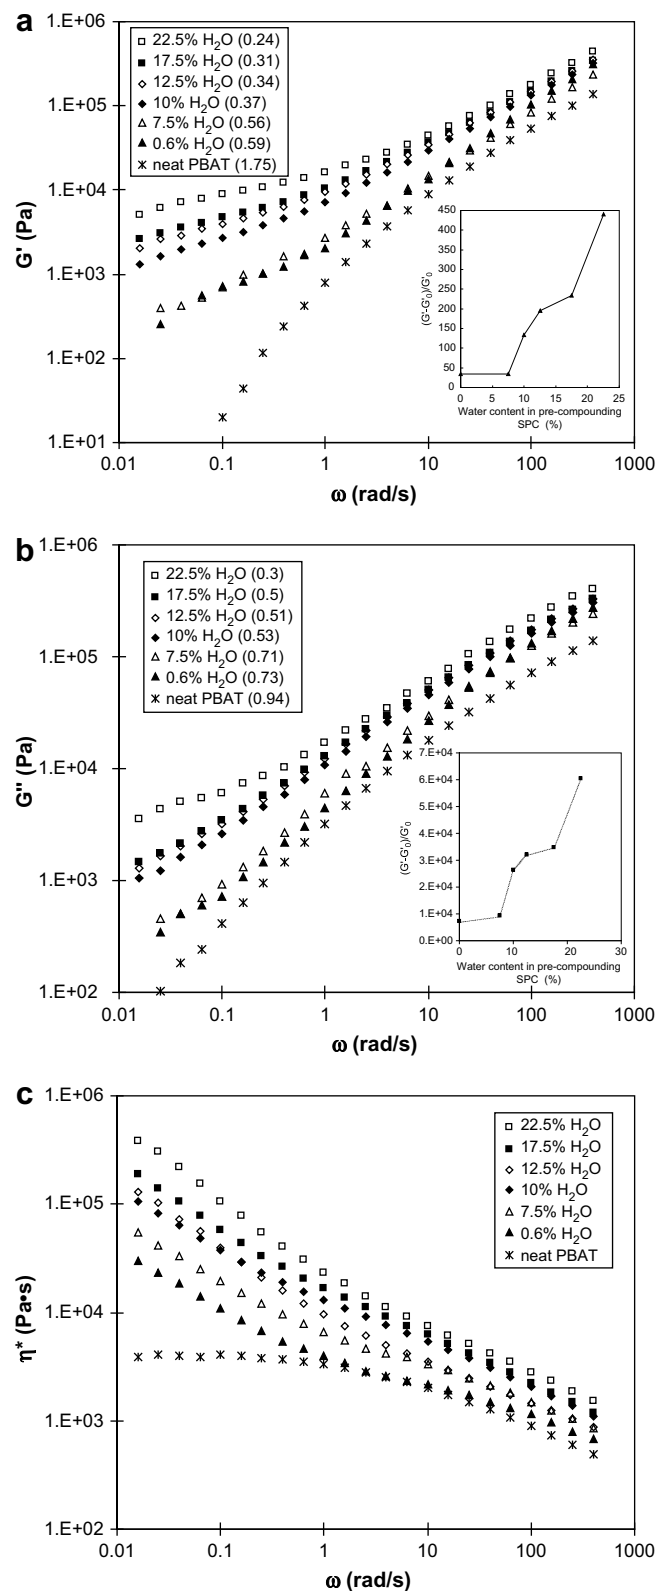 a
1.E+06
1.E+05
1.E+04
1.E+03
1.E+02
1.E+01
G' (Pa)
22.5% H2O (0.24)
17.5% H2O (0.31)
12.5% H2O (0.34)
10% H2O (0.37)
7.5% H2O (0.56)
0.6% H2O (0.59)
neat PBAT (1.75)
450
400
350
300
250
200
150
100
50
0
(G'-G'0)/G'0
0 5 10 15 20 25
Water content in pre-compounding
SPC (%)
0.01 0.1 1 10 100 1000
ω (rad/s)
b
1.E+06
1.E+05
1.E+04
1.E+03
1.E+02
G" (Pa)
22.5% H2O (0.3)
17.5% H2O (0.5)
12.5% H2O (0.51)
10% H2O (0.53)
7.5% H2O (0.71)
0.6% H2O (0.73)
neat PBAT (0.94)
7.E+04
6.E+04
5.E+04
4.E+04
3.E+04
2.E+04
1.E+04
0.E+00
0 10 20 30
Water content in pre-compounding
SPC (%)
0.01 0.1 1 10 100 1000
ω (rad/s)
c
1.E+06
1.E+05
1.E+04
1.E+03
1.E+02
η* (Pa•s)
22.5% H2O
17.5% H2O
12.5% H2O
10% H2O
7.5% H2O
0.6% H2O
neat PBAT
0.01 0.1 1 10 100 1000
ω (rad/s)